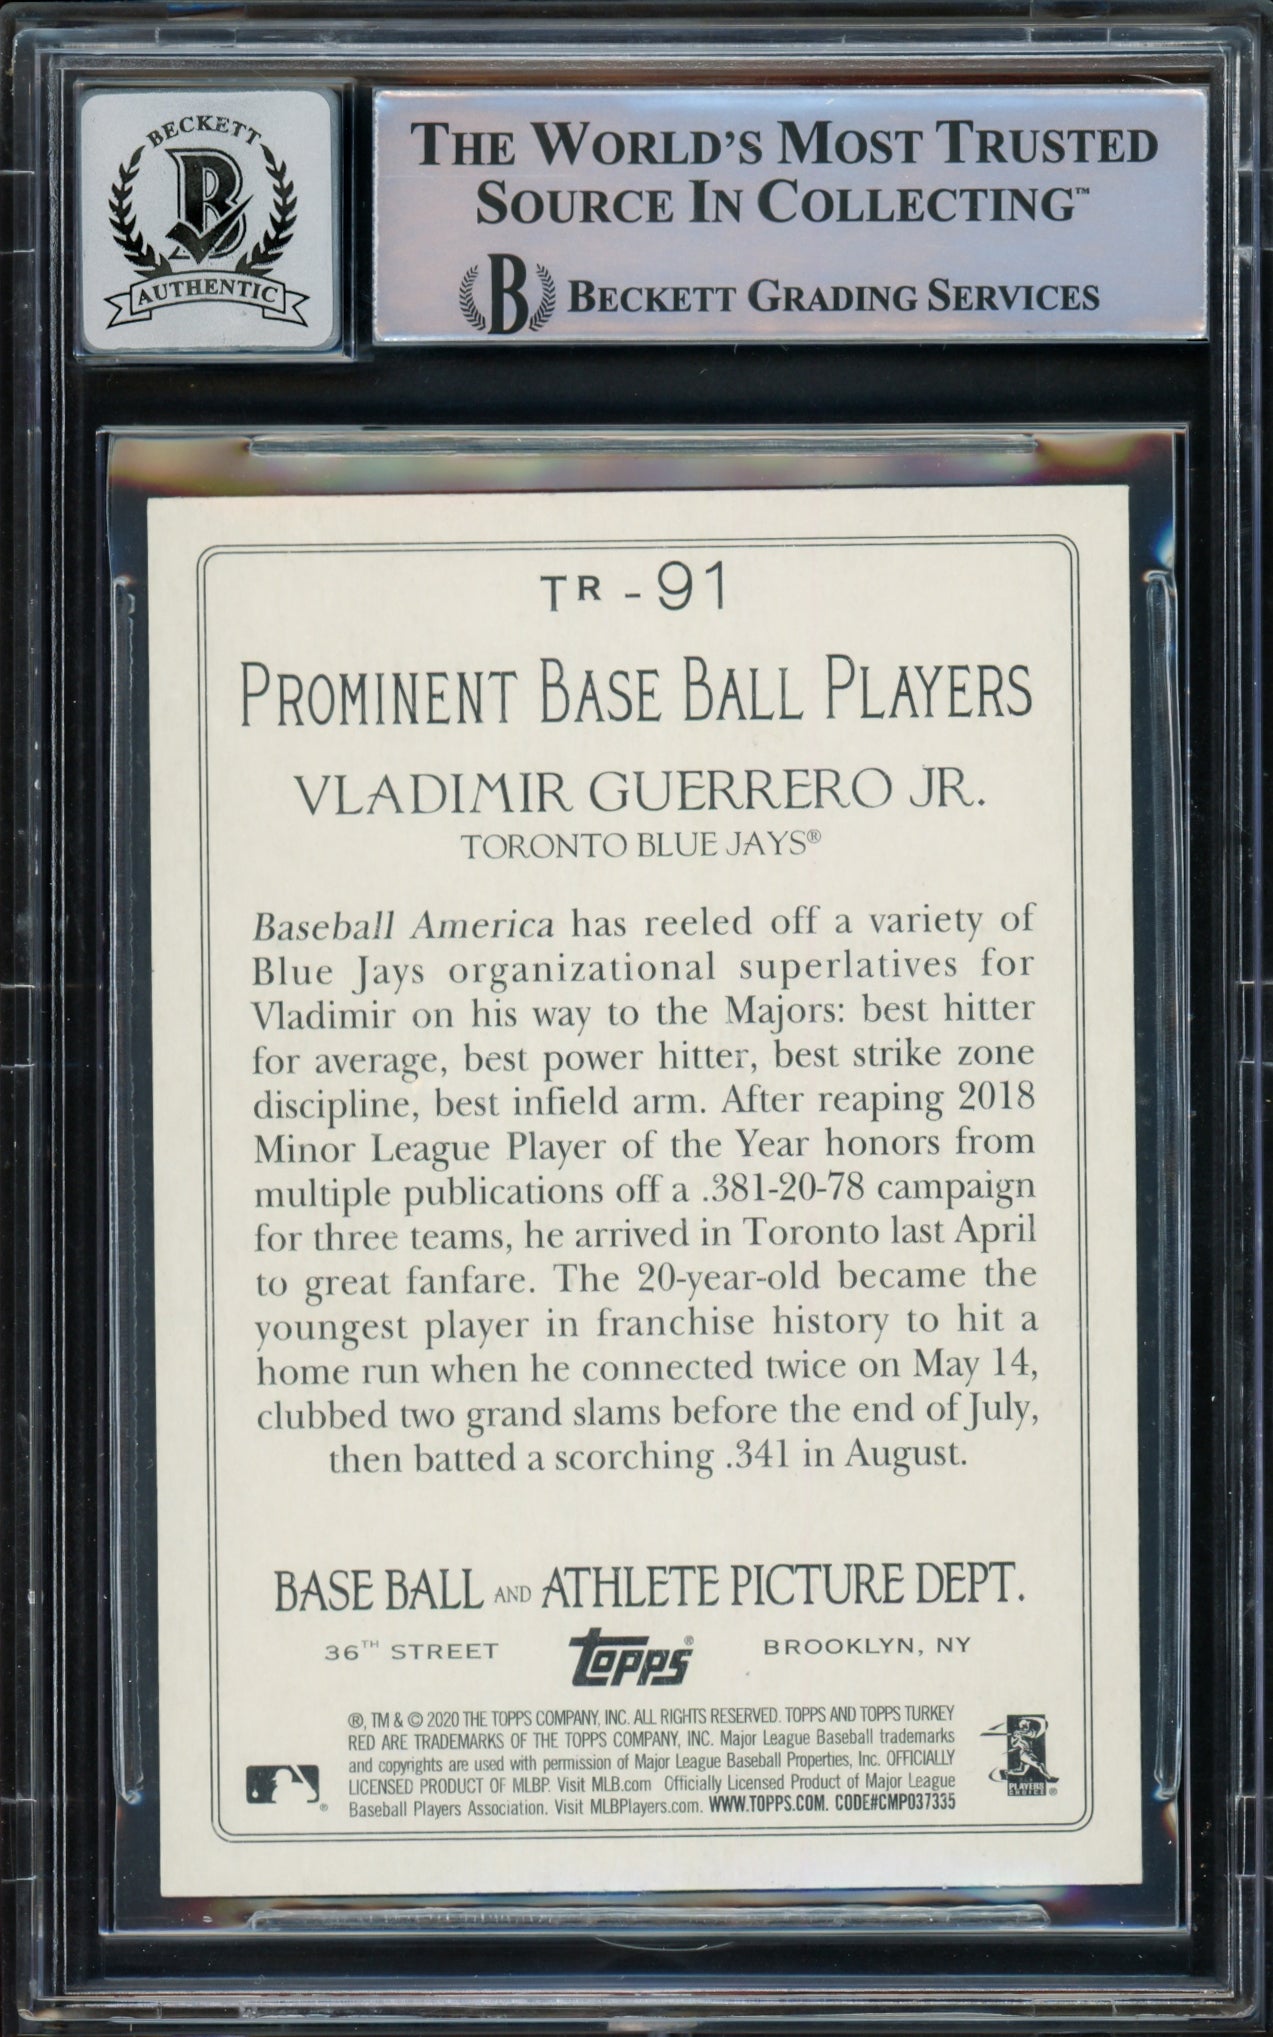 BECKETT
AUTHENTIC
THE WORLD'S MOST TRUSTED
SOURCE IN COLLECTING™
B BECKETT GRADING SERVICES
TR - 91
PROMINENT BASE BALL PLAYERS
VLADIMIR GUERRERO JR.
TORONTO BLUE JAYS®
Baseball America has reeled off a variety of
Blue Jays organizational superlatives for
Vladimir on his way to the Majors: best hitter
for average, best power hitter, best strike zone
discipline, best infield arm. After reaping 2018
Minor League Player of the Year honors from
multiple publications off a .381-20-78 campaign
for three teams, he arrived in Toronto last April
to great fanfare. The 20-year-old became the
youngest player in franchise history to hit a
home run when he connected twice on May 14,
clubbed two grand slams before the end of July,
then batted a scorching .341 in August.
BASE BALL AND ATHLETE PICTURE DEPT.
36TH STREET topps® BROOKLYN, NY
®, TM & © 2020 THE TOPPS COMPANY, INC. ALL RIGHTS RESERVED. TOPPS AND TOPPS TURKEY
RED ARE TRADEMARKS OF THE TOPPS COMPANY, INC. Major League Baseball trademarks
and copyrights are used with permission of Major League Baseball Properties, Inc. OFFICIALLY
LICENSED PRODUCT OF MLBP. Visit MLB.com Officially Licensed Product of Major League
Baseball Players Association. Visit MLBPlayers.com. WWW.TOPPS.COM. CODE#CMP037335
PLAYERS
CHOICE®